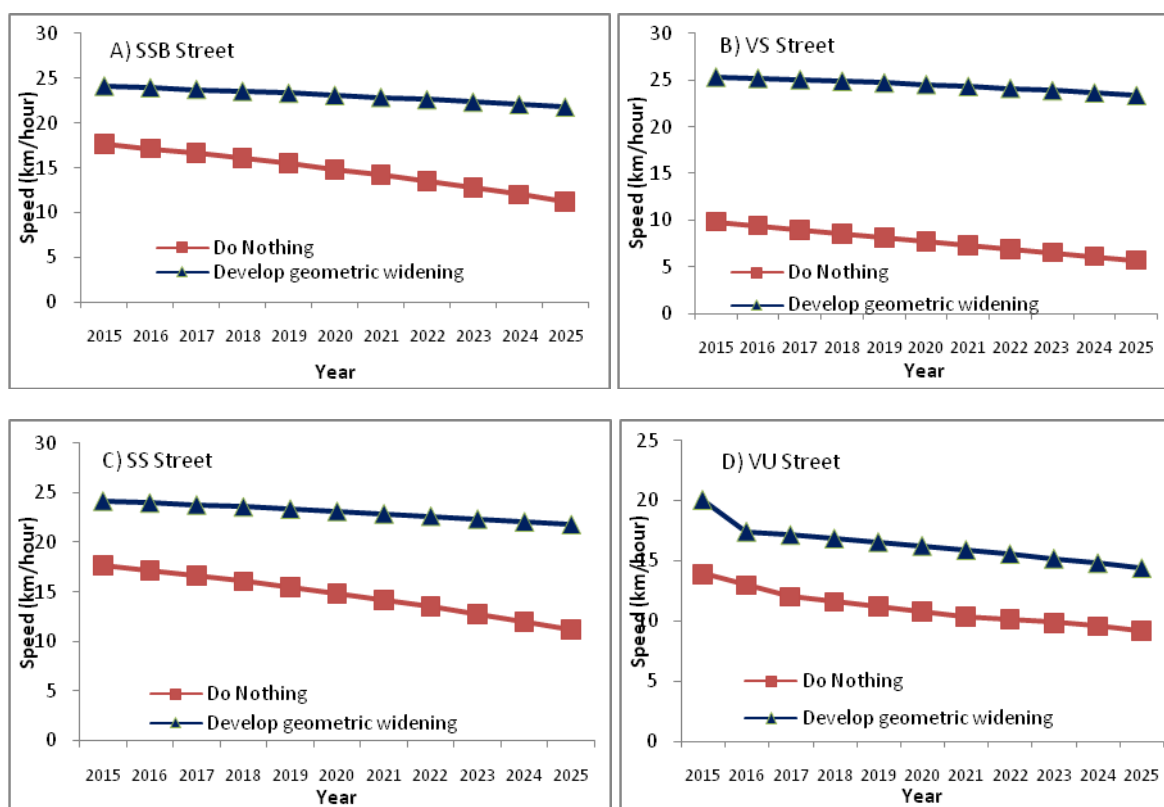 A) SSB Street
30
25
20
15
10
5
0
Speed (km/hour)
Do Nothing
Develop geometric widening
2015 2016 2017 2018 2019 2020 2021 2022 2023 2024 2025
Year
B) VS Street
30
25
20
15
10
5
0
Speed (km/hour)
Do Nothing
Develop geometric widening
2015 2016 2017 2018 2019 2020 2021 2022 2023 2024 2025
Year
C) SS Street
30
25
20
15
10
5
0
Speed (km/hour)
Do Nothing
Develop geometric widening
2015 2016 2017 2018 2019 2020 2021 2022 2023 2024 2025
Year
D) VU Street
25
20
15
10
5
0
Speed (km/hour)
Do Nothing
Develop geometric widening
2015 2016 2017 2018 2019 2020 2021 2022 2023 2024 2025
Year